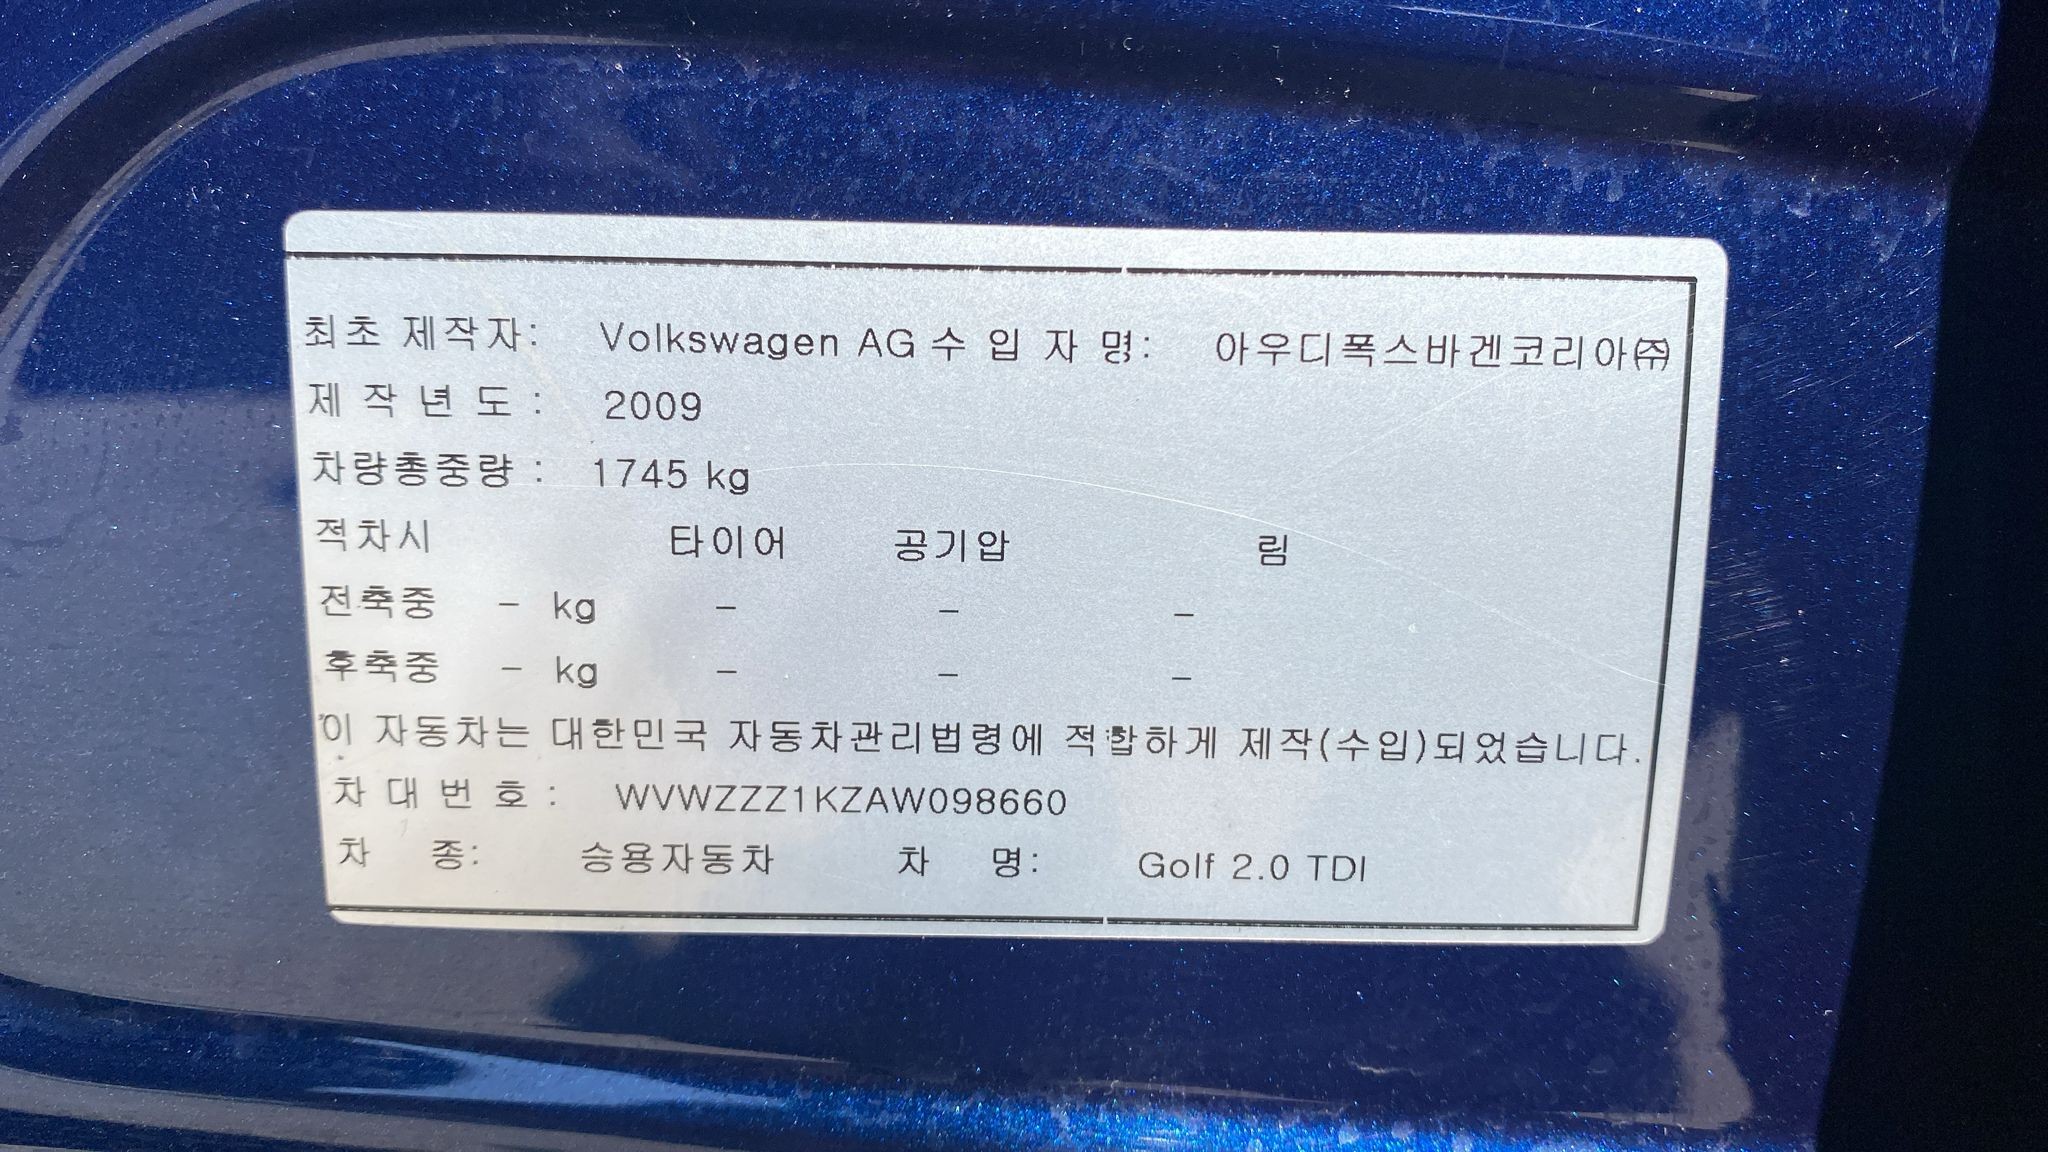 최초 제작자: Volkswagen AG 수 입 자 명: 아우디폭스바겐코리아㈜
제 작 년 도 : 2009
차량총중량 : 1745 kg
적차시 타이어 공기압 림
전축중 - kg - - -
후축중 - kg - - -
이 자동차는 대한민국 자동차관리법령에 적합하게 제작(수입)되었습니다.
차 대 번 호 : WVWZZZ1KZAW098660
차 종: 승용자동차 차 명: Golf 2.0 TDI